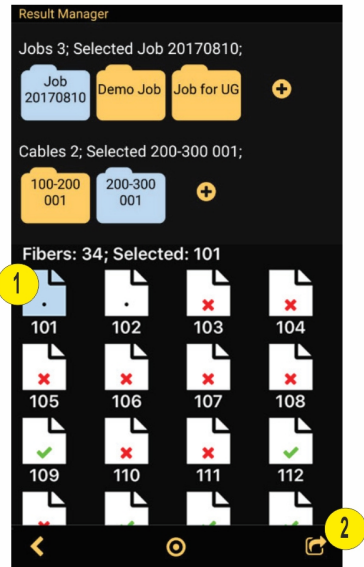 Result Manager
Jobs 3; Selected Job 20170810;
Job
20170810
Demo Job
Job for UG
Cables 2; Selected 200-300 001;
100-200
001
200-300
001
Fibers: 34; Selected: 101
1
101 102 103 104
105 106 107 108
109 110 111 112
2